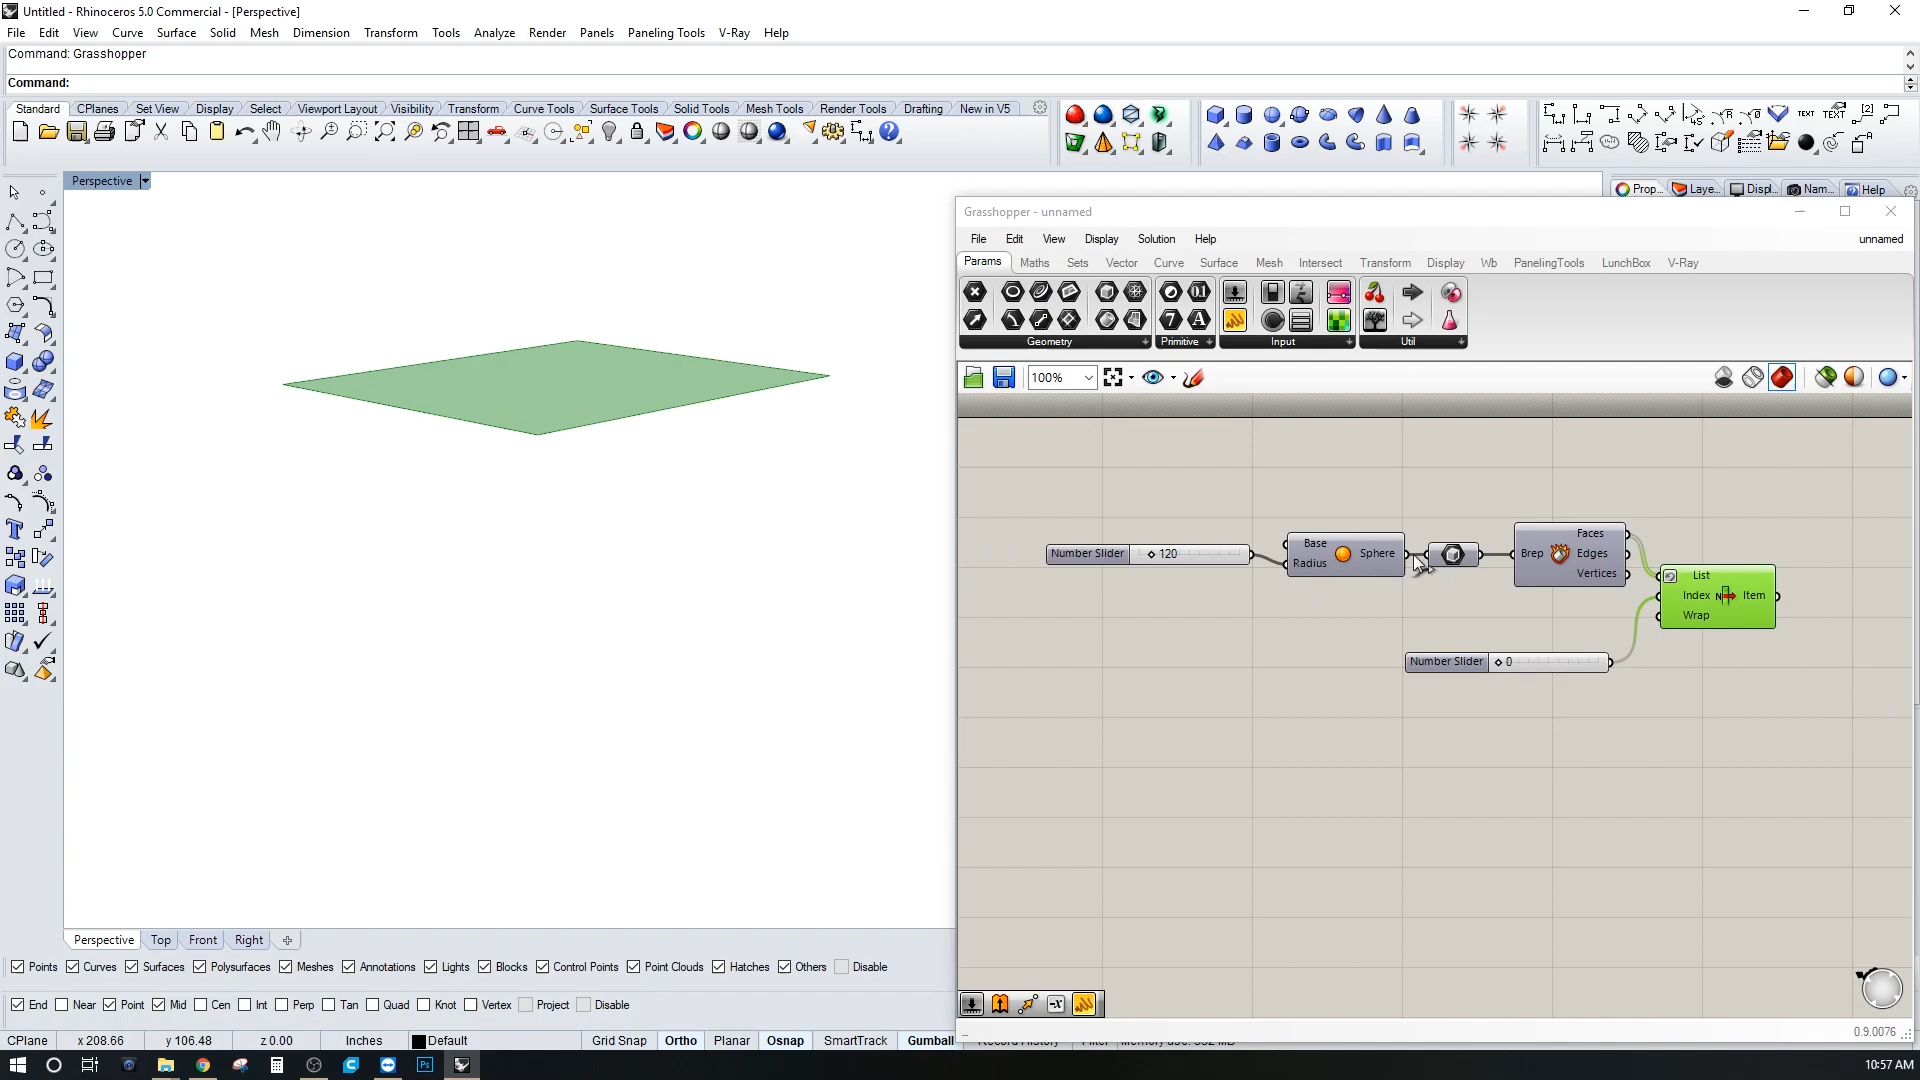 Untitled - Rhinoceros 5.0 Commercial - [Perspective]
File Edit View Curve Surface Solid Mesh Dimension Transform Tools Analyze Render Panels Paneling Tools V-Ray Help
Command: Grasshopper
Command:
Standard CPlanes Set View Display Select Viewport Layout Visibility Transform Curve Tools Surface Tools Solid Tools Mesh Tools Render Tools Drafting New in V5
TEXT TEXT
Perspective
Prop... Laye... Displ... Nam... Help
Grasshopper - unnamed
File Edit View Display Solution Help unnamed
Params Maths Sets Vector Curve Surface Mesh Intersect Transform Display Wb PanelingTools LunchBox V-Ray
Geometry Primitive Input Util
100%
Number Slider 120
Base
Radius
Sphere
Brep
Faces
Edges
Vertices
List
Index
Wrap
Item
Number Slider 0
Perspective Top Front Right
Points Curves Surfaces Polysurfaces Meshes Annotations Lights Blocks Control Points Point Clouds Hatches Others Disable
End Near Point Mid Cen Int Perp Tan Quad Knot Vertex Project Disable
0.9.0076
CPlane x 208.66 y 106.48 z 0.00 Inches Default Grid Snap Ortho Planar Osnap SmartTrack Gumball
10:57 AM